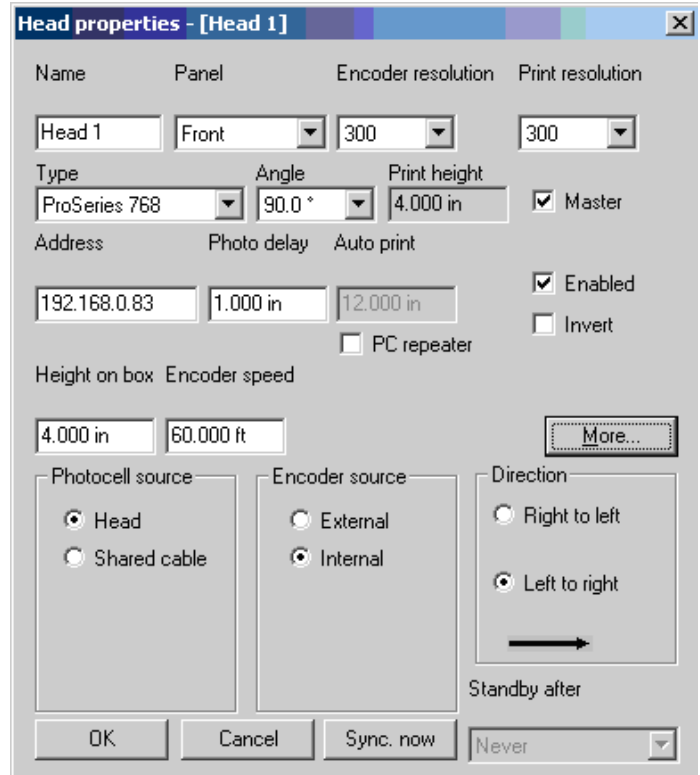 Head properties - [Head 1]
Name Panel Encoder resolution Print resolution
Head 1 Front 300 300
Type Angle Print height
ProSeries 768 90.0 ° 4.000 in Master
Address Photo delay Auto print
192.168.0.83 1.000 in 12.000 in Enabled
PC repeater Invert
Height on box Encoder speed
4.000 in 60.000 ft More...
Photocell source Encoder source Direction
Head External Right to left
Shared cable Internal Left to right
Standby after
OK Cancel Sync. now Never